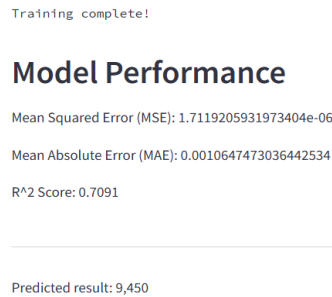 Training complete!
Model Performance
Mean Squared Error (MSE): 1.7119205931973404e-06
Mean Absolute Error (MAE): 0.0010647473036442534
R^2 Score: 0.7091
Predicted result: 9,450